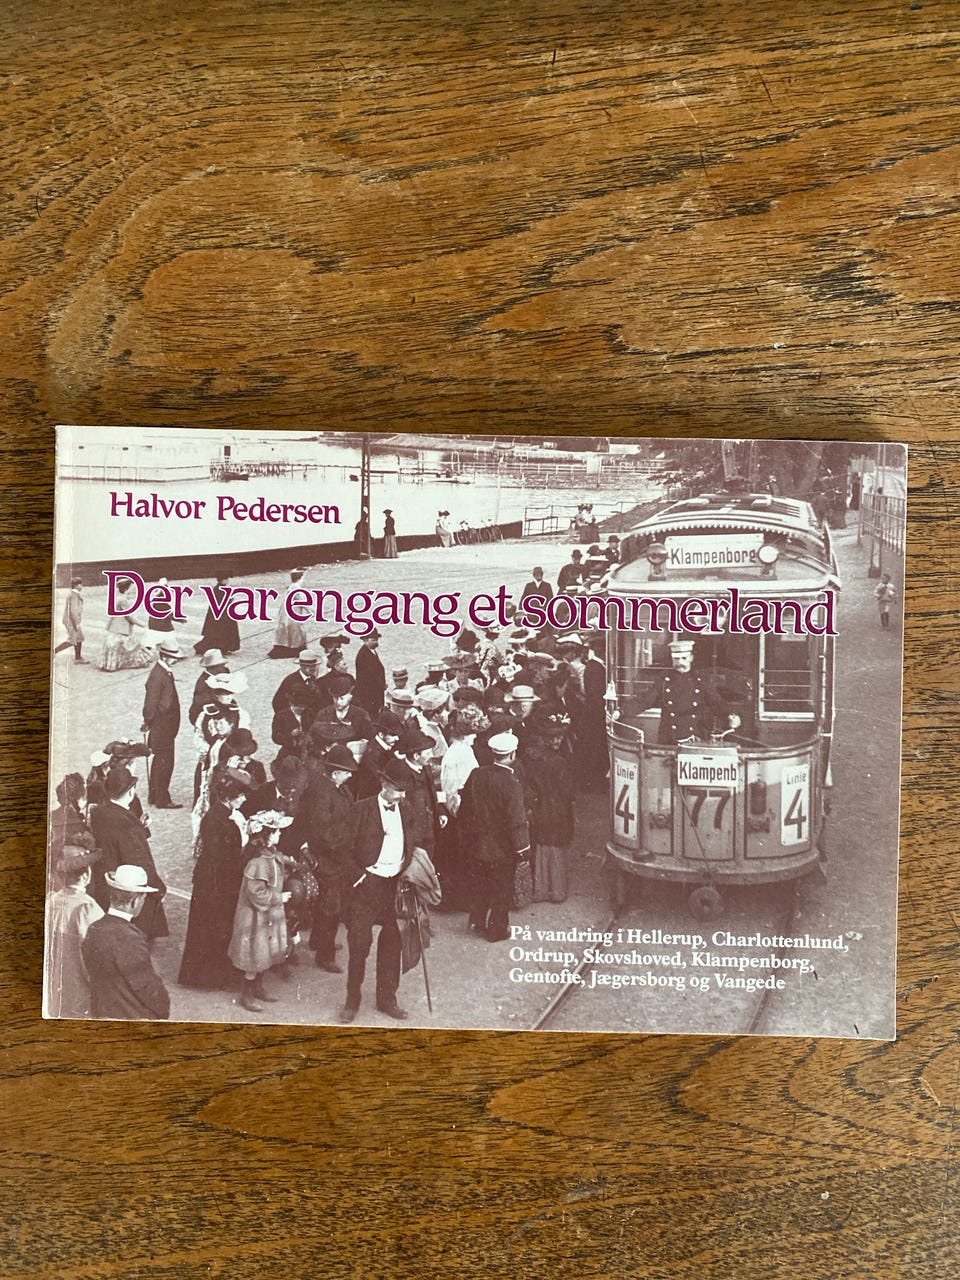 Halvor Pedersen
Der var engang et sommerland
Klampenborg
Klampenb
Linie
4
77
Linie
4
På vandring i Hellerup, Charlottenlund,
Ordrup, Skovshoved, Klampenborg,
Gentofte, Jægersborg og Vangede